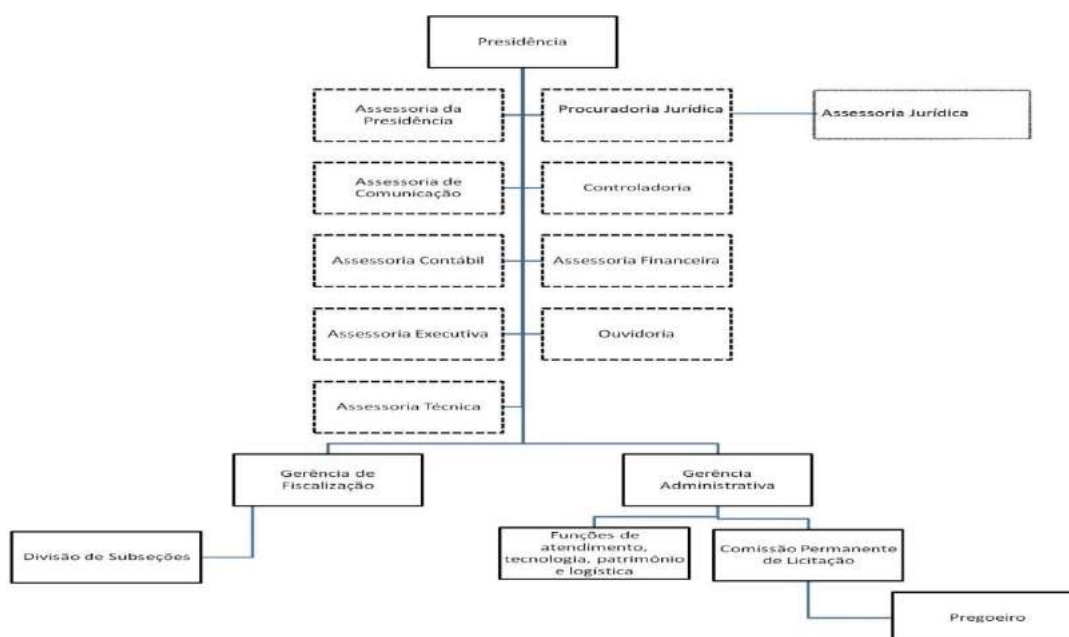 Presidência
Assessoria da
Presidência
Procuradoria Jurídica
Assessoria Jurídica
Assessoria de
Comunicação
Controladoria
Assessoria Contábil
Assessoria Financeira
Assessoria Executiva
Ouvidoria
Assessoria Técnica
Gerência de
Fiscalização
Gerência
Administrativa
Divisão de Subseções
Funções de
atendimento,
tecnologia, patrimônio
e logística
Comissão Permanente
de Licitação
Pregoeiro